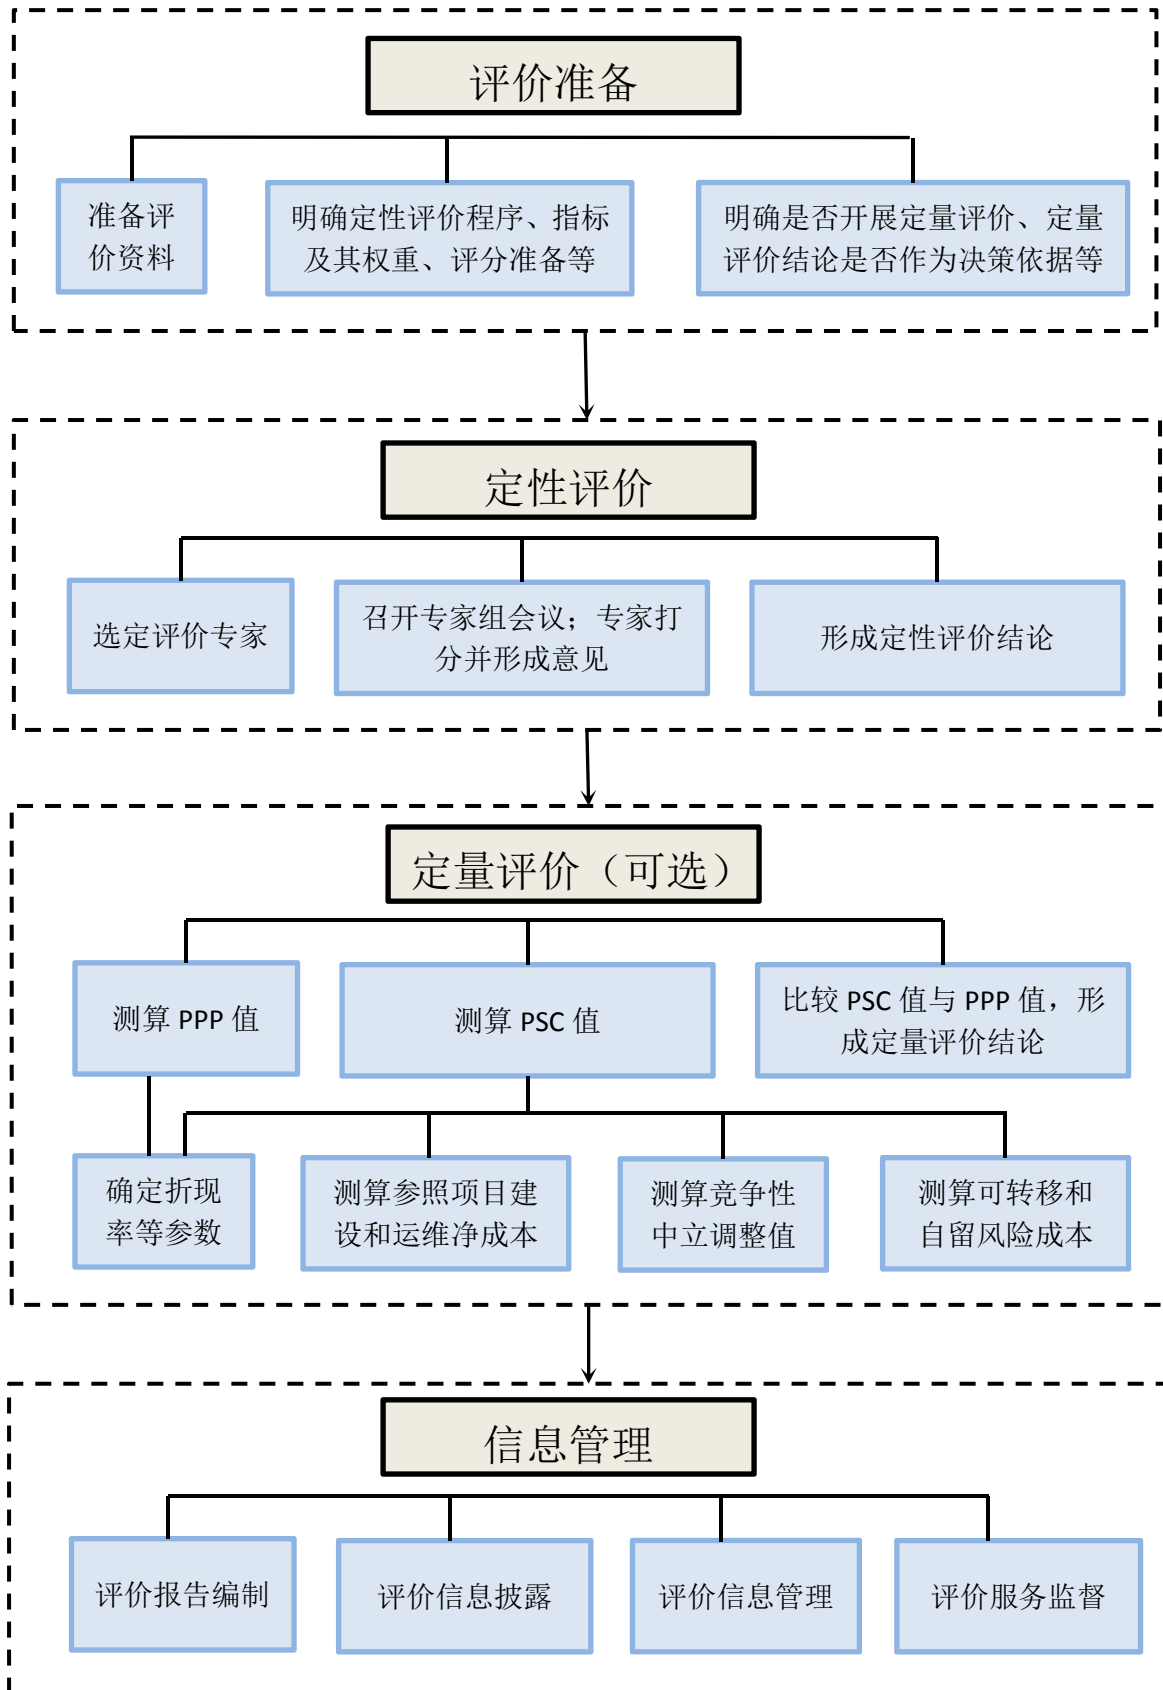 评价准备
准备评
价资料
明确定性评价程序、指标
及其权重、评分准备等
明确是否开展定量评价、定量
评价结论是否作为决策依据等
定性评价
选定评价专家
召开专家组会议；专家打
分并形成意见
形成定性评价结论
定量评价（可选）
测算 PPP 值
测算 PSC 值
比较 PSC 值与 PPP 值，形
成定量评价结论
确定折现
率等参数
测算参照项目建
设和运维净成本
测算竞争性
中立调整值
测算可转移和
自留风险成本
信息管理
评价报告编制
评价信息披露
评价信息管理
评价服务监督